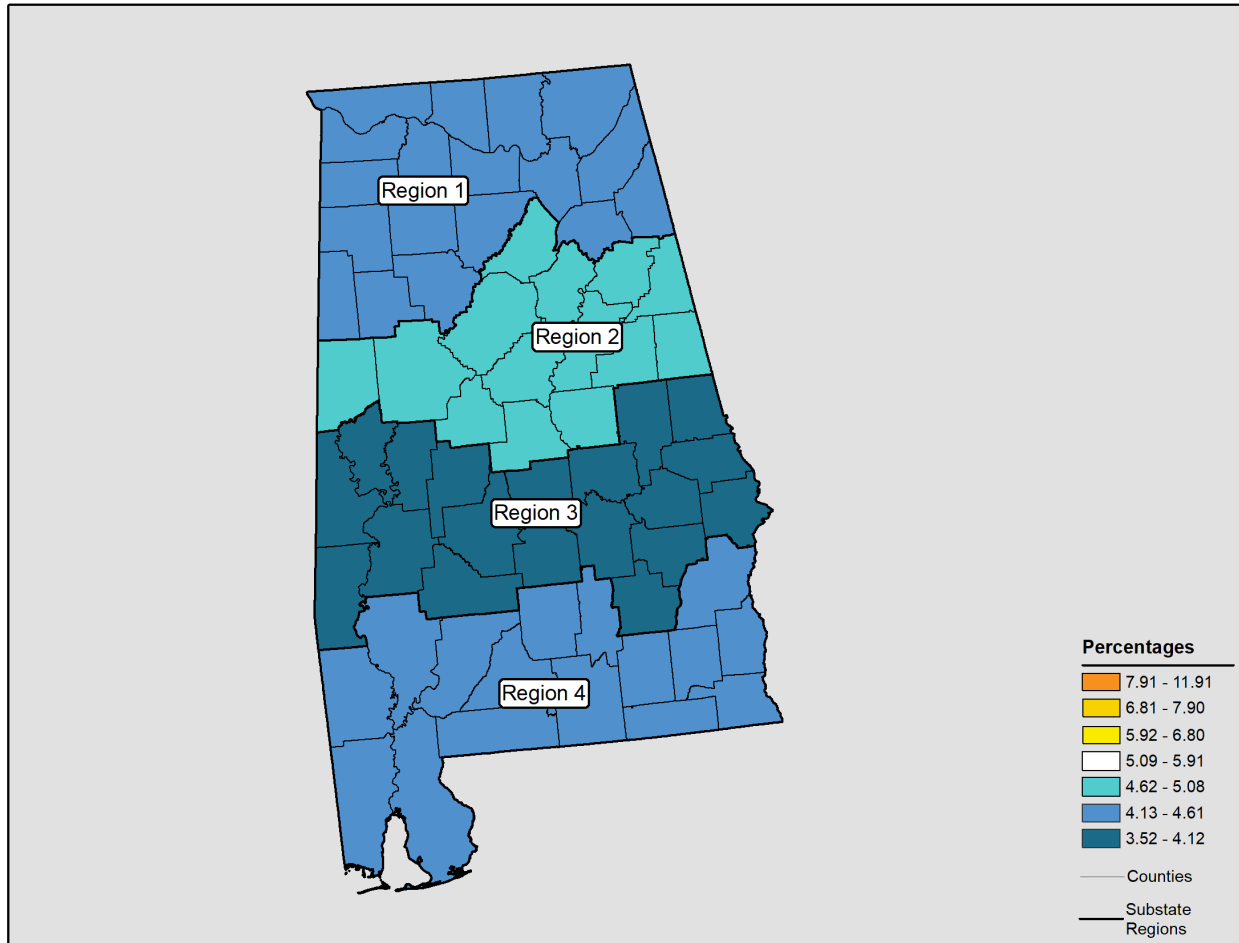 Region 1
Region 2
Region 3
Region 4
Percentages
7.91 - 11.91
6.81 - 7.90
5.92 - 6.80
5.09 - 5.91
4.62 - 5.08
4.13 - 4.61
3.52 - 4.12
Counties
Substate
Regions